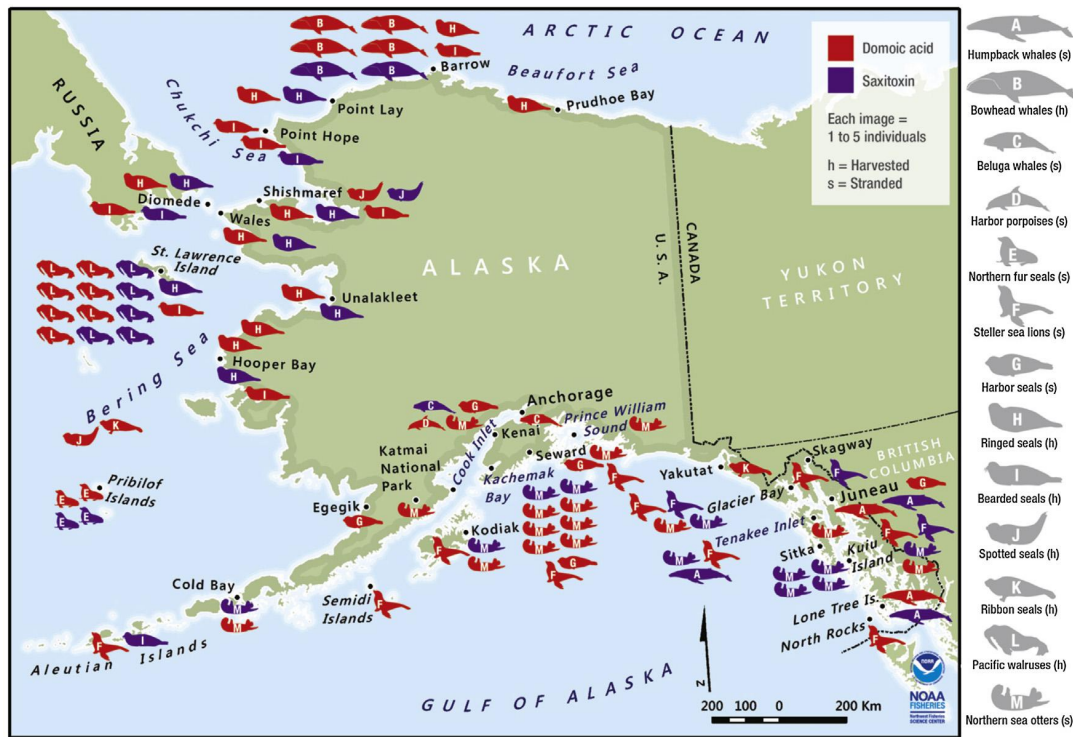 ARCTIC OCEAN
Beaufort Sea
Barrow
Prudhoe Bay
Domoic acid
Saxitoxin
Each image =
1 to 5 individuals
h = Harvested
s = Stranded
RUSSIA
Chukchi Sea
Point Lay
Point Hope
Diomede
Shishmaref
Wales
St. Lawrence
Island
ALASKA
U. S. A.
CANADA
YUKON
TERRITORY
Unalakleet
Bering Sea
Hooper Bay
Anchorage
Prince William
Sound
Kenai
Cook Inlet
Seward
Katmai
National
Park
Kachemak
Bay
Pribilof
Islands
Egegik
Kodiak
Yakutat
Skagway
BRITISH
COLUMBIA
Glacier Bay
Juneau
Tenakee Inlet
Sitka
Kuiu
Island
Cold Bay
Semidi
Islands
Lone Tree Is.
North Rocks
Aleutian Islands
GULF OF ALASKA
N
200 100 0 200 Km
NOAA
FISHERIES
Northwest Fisheries
Science Center
A
Humpback whales (s)
B
Bowhead whales (h)
C
Beluga whales (s)
D
Harbor porpoises (s)
E
Northern fur seals (s)
F
Steller sea lions (s)
G
Harbor seals (s)
H
Ringed seals (h)
I
Bearded seals (h)
J
Spotted seals (h)
K
Ribbon seals (h)
L
Pacific walruses (h)
M
Northern sea otters (s)